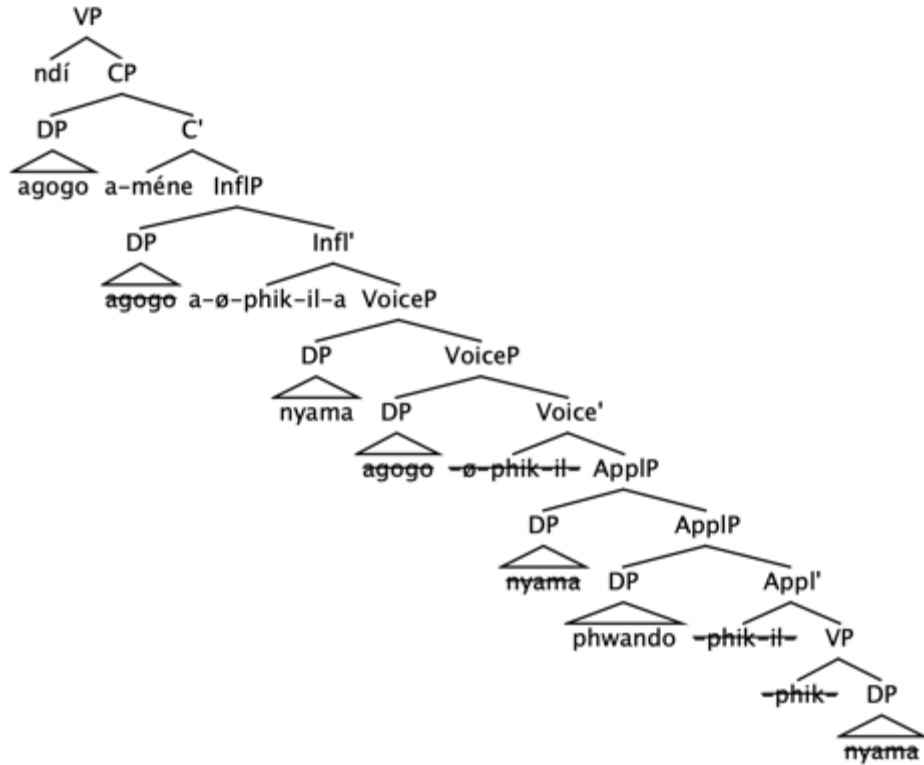 VP
ndí CP
DP C'
agogo a-méne InflP
DP Infl'
agogo a-ø-phik-il-a VoiceP
DP VoiceP
nyama DP Voice'
agogo -ø-phik-il- ApplP
DP ApplP
nyama DP Appl'
phwando -phik-il- VP
-phik- DP
nyama